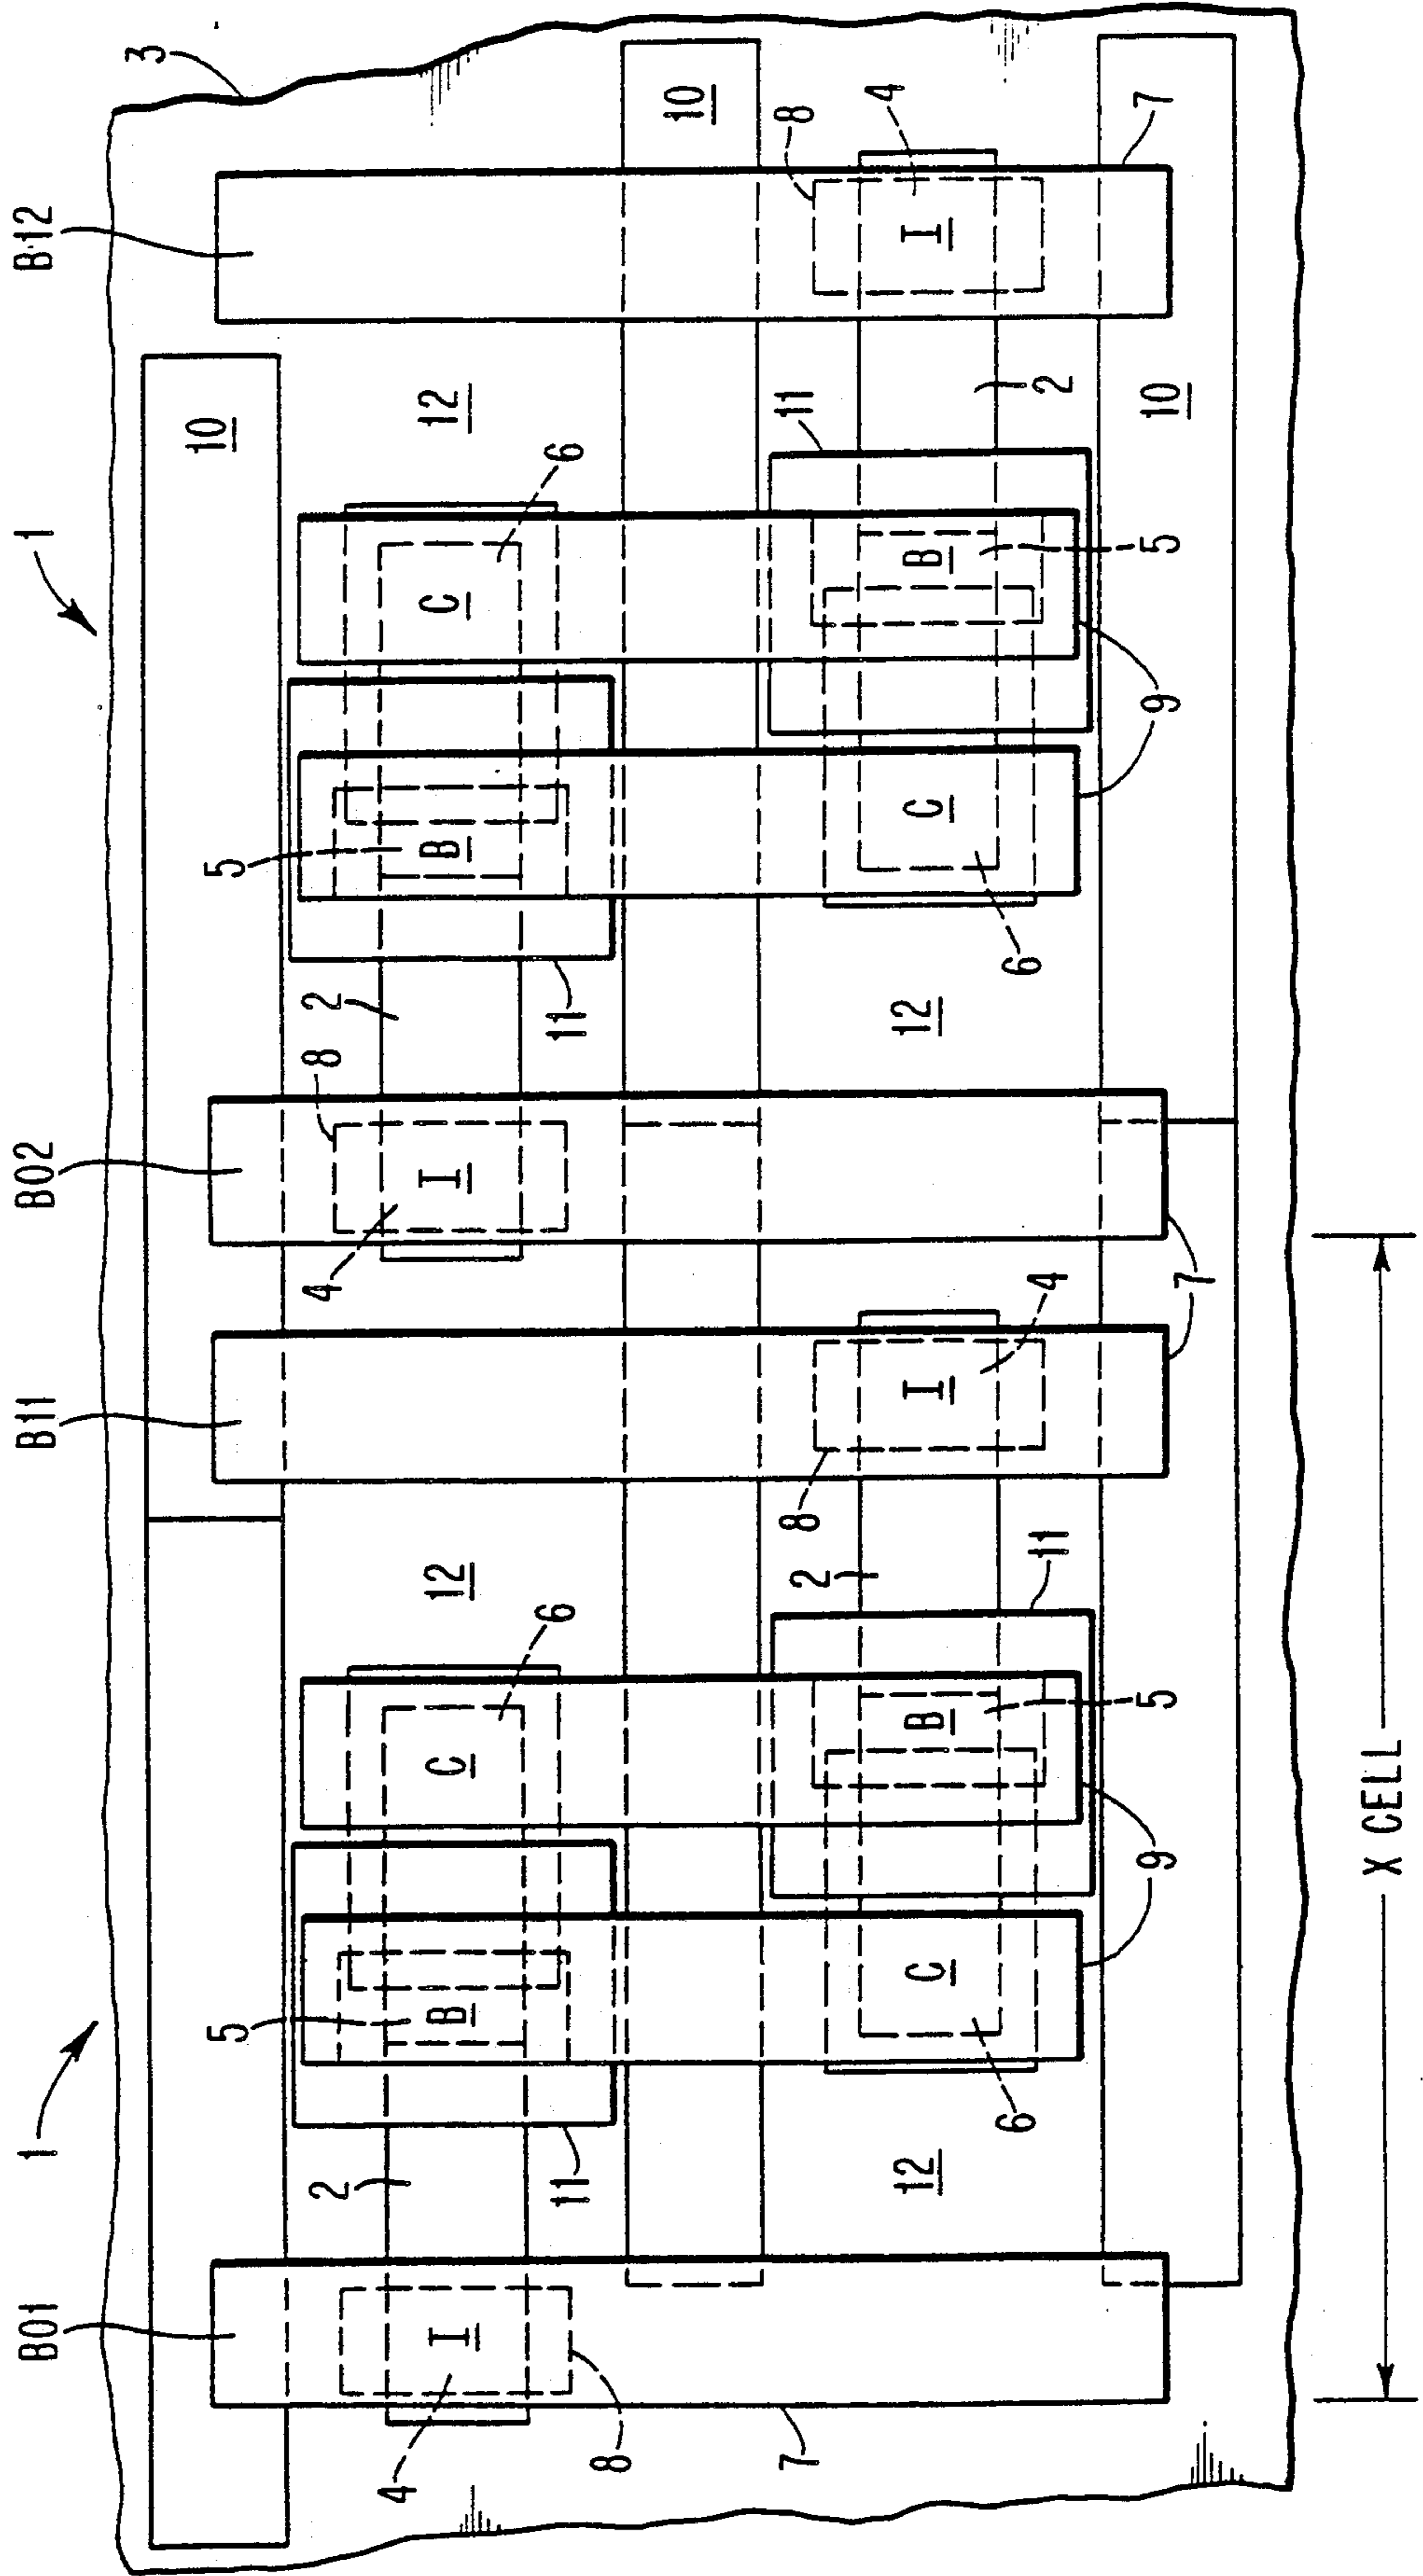 B01 B11 B02 B12
1 1
3
5 5 10
2 4 8 2
4
I B C 12 I B C 12
11 6 11 6
8
10
7 2 8 11 8
4
12 C B I 12 C B I
6 11 4 6 2
9 5 7 9 5 10 7
X CELL